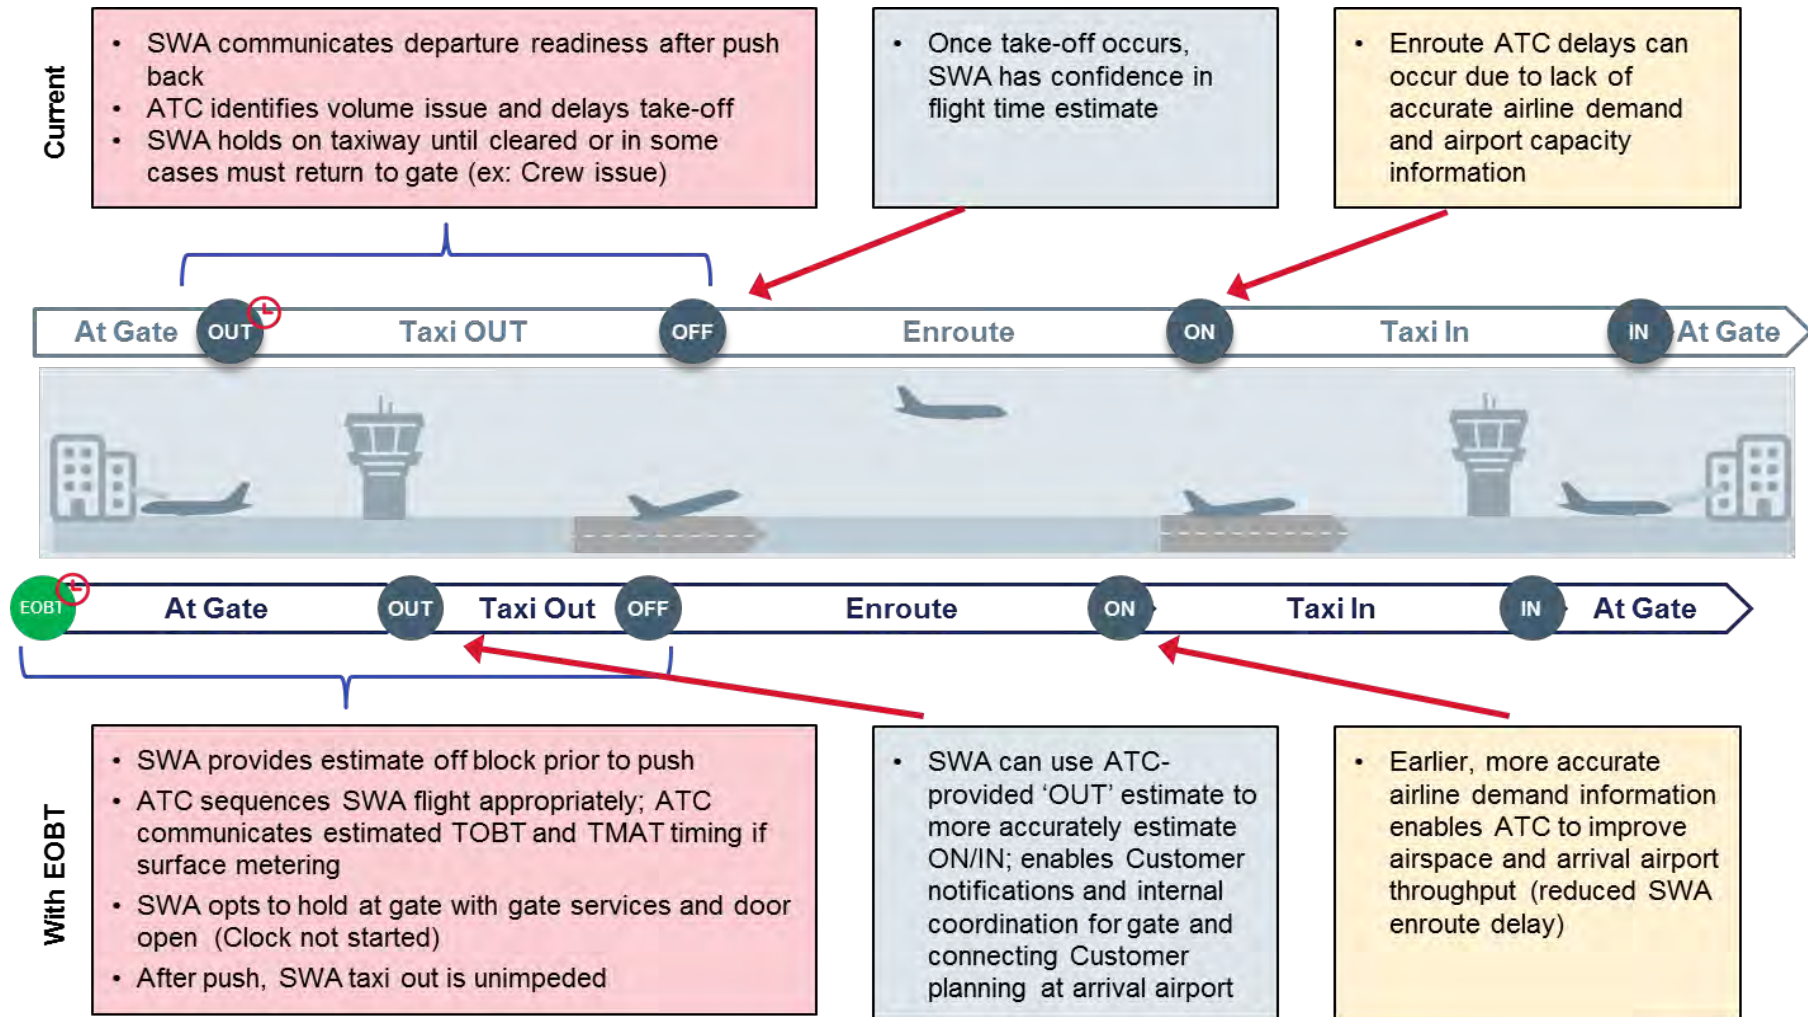 Current
• SWA communicates departure readiness after push
back
• ATC identifies volume issue and delays take-off
• SWA holds on taxiway until cleared or in some
cases must return to gate (ex: Crew issue)
• Once take-off occurs,
SWA has confidence in
flight time estimate
• Enroute ATC delays can
occur due to lack of
accurate airline demand
and airport capacity
information
At Gate OUT Taxi OUT OFF Enroute ON Taxi In IN At Gate
EOBT At Gate OUT Taxi Out OFF Enroute ON Taxi In IN At Gate
With EOBT
• SWA provides estimate off block prior to push
• ATC sequences SWA flight appropriately; ATC
communicates estimated TOBT and TMAT timing if
surface metering
• SWA opts to hold at gate with gate services and door
open (Clock not started)
• After push, SWA taxi out is unimpeded
• SWA can use ATC-
provided ‘OUT’ estimate to
more accurately estimate
ON/IN; enables Customer
notifications and internal
coordination for gate and
connecting Customer
planning at arrival airport
• Earlier, more accurate
airline demand information
enables ATC to improve
airspace and arrival airport
throughput (reduced SWA
enroute delay)